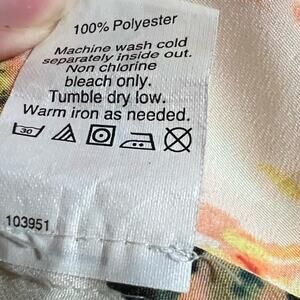 100% Polyester
Machine wash cold
separately inside out.
Non chlorine
bleach only.
Tumble dry low.
Warm iron as needed.
30
103951